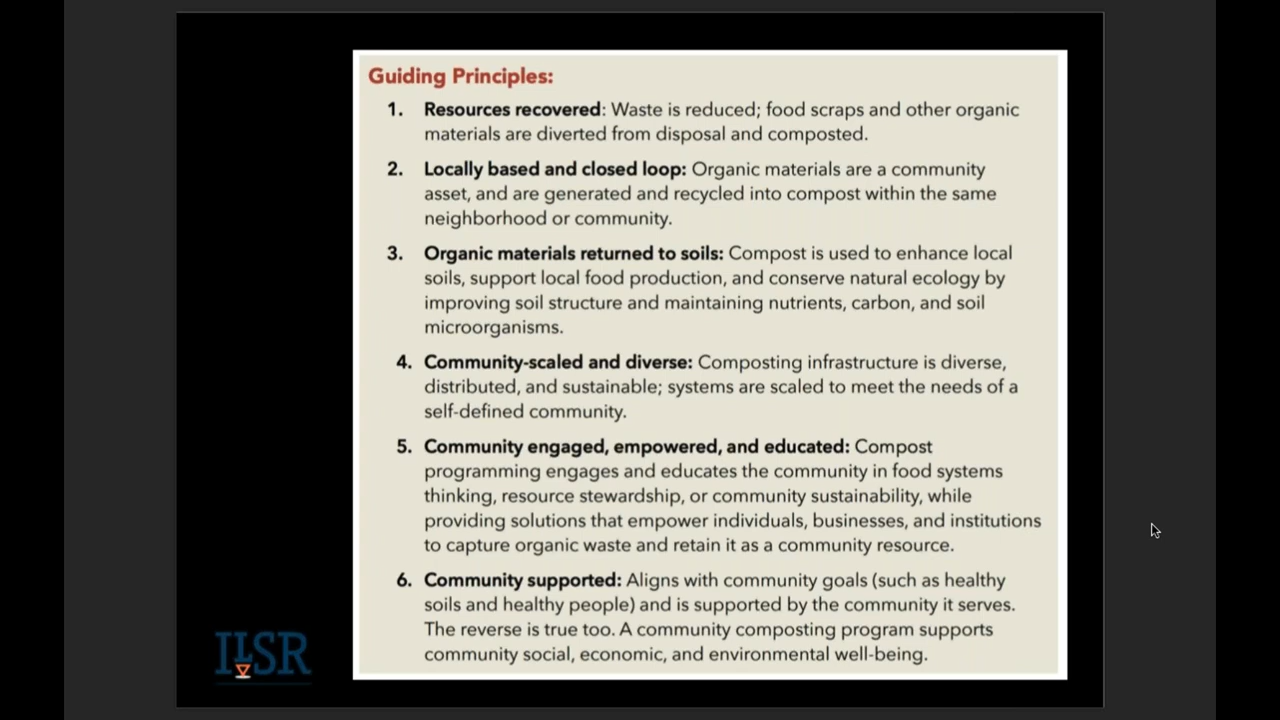 Guiding Principles:
1. Resources recovered: Waste is reduced; food scraps and other organic
materials are diverted from disposal and composted.
2. Locally based and closed loop: Organic materials are a community
asset, and are generated and recycled into compost within the same
neighborhood or community.
3. Organic materials returned to soils: Compost is used to enhance local
soils, support local food production, and conserve natural ecology by
improving soil structure and maintaining nutrients, carbon, and soil
microorganisms.
4. Community-scaled and diverse: Composting infrastructure is diverse,
distributed, and sustainable; systems are scaled to meet the needs of a
self-defined community.
5. Community engaged, empowered, and educated: Compost
programming engages and educates the community in food systems
thinking, resource stewardship, or community sustainability, while
providing solutions that empower individuals, businesses, and institutions
to capture organic waste and retain it as a community resource.
6. Community supported: Aligns with community goals (such as healthy
soils and healthy people) and is supported by the community it serves.
The reverse is true too. A community composting program supports
community social, economic, and environmental well-being.
ILSR